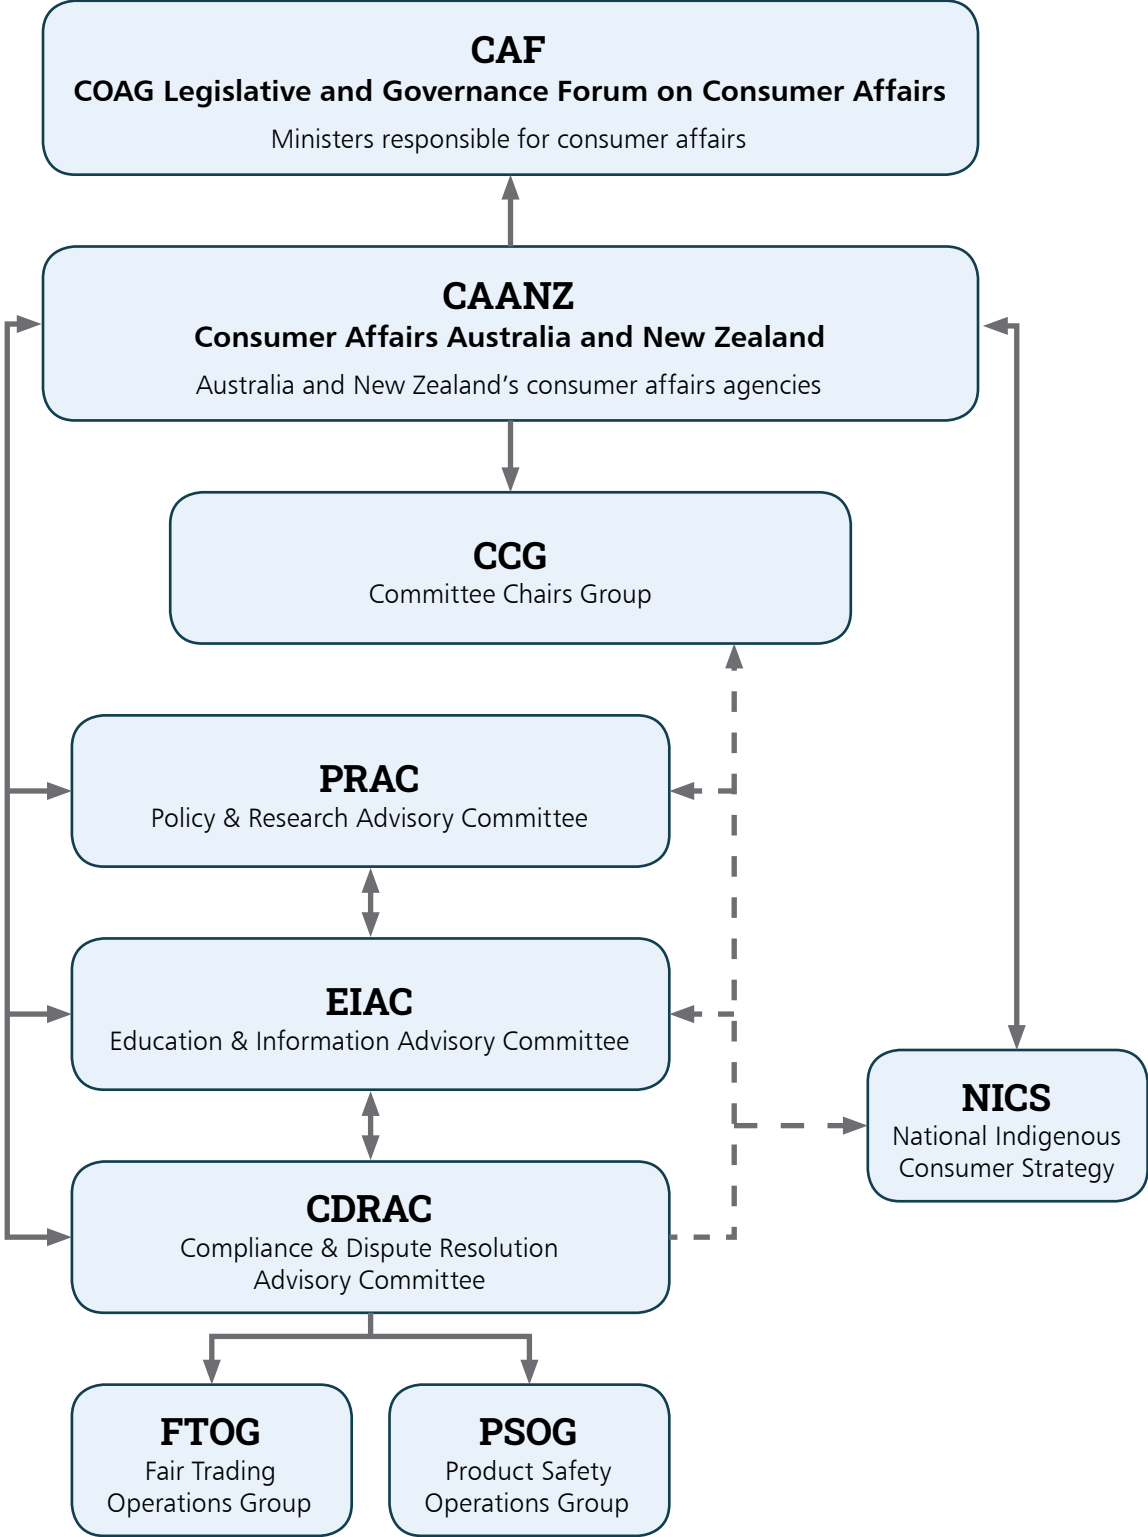 CAF
COAG Legislative and Governance Forum on Consumer Affairs
Ministers responsible for consumer affairs
CAANZ
Consumer Affairs Australia and New Zealand
Australia and New Zealand’s consumer affairs agencies
CCG
Committee Chairs Group
PRAC
Policy & Research Advisory Committee
EIAC
Education & Information Advisory Committee
NICS
National Indigenous
Consumer Strategy
CDRAC
Compliance & Dispute Resolution
Advisory Committee
FTOG
Fair Trading
Operations Group
PSOG
Product Safety
Operations Group